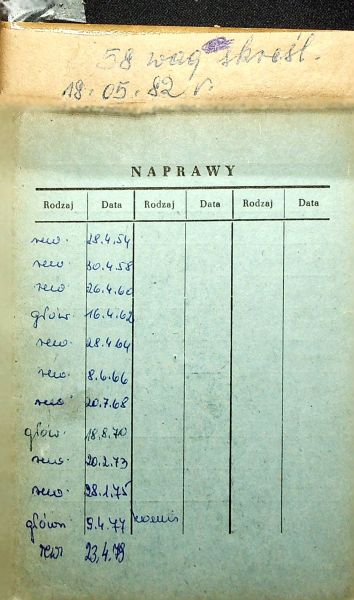 58 wag skreśl.
18. 05. 82 r.
NAPRAWY
Rodzaj Data Rodzaj Data Rodzaj Data
rew. 28.4.54
rew. 30.4.58
rew. 26.4.60
głów. 16.4.62
rew. 28.4.64
rew. 8.6.66
rew. 20.7.68
głów. 18.8.70
rew. 20.2.73
rew. 28.1.75
główn 9.4.77
rew. 23,4.79